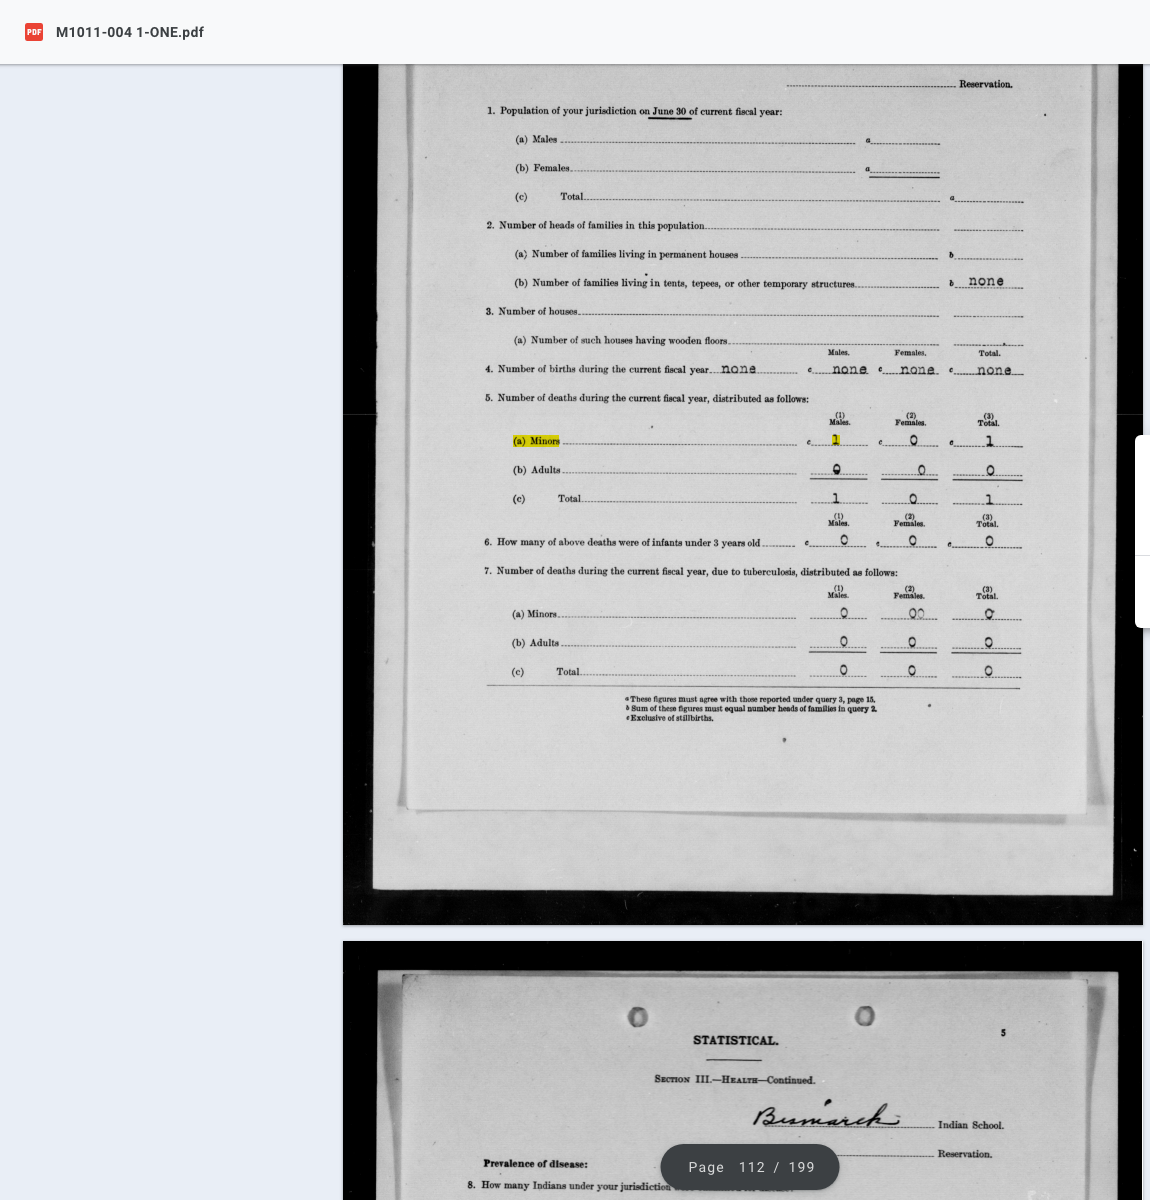 PDF M1011-004 1-ONE.pdf
Reservation.
1. Population of your jurisdiction on June 30 of current fiscal year:
(a) Males a
(b) Females a
(c) Total a
2. Number of heads of families in this population
(a) Number of families living in permanent houses b
(b) Number of families living in tents, tepees, or other temporary structures b none
3. Number of houses
(a) Number of such houses having wooden floors
Males. Females. Total.
4. Number of births during the current fiscal year none c none c none c none
5. Number of deaths during the current fiscal year, distributed as follows:
(1) (2) (3)
Males. Females. Total.
(a) Minors c 1 c 0 c 1
(b) Adults 0 0 0
(c) Total 1 0 1
(1) (2) (3)
Males. Females. Total.
6. How many of above deaths were of infants under 3 years old c 0 c 0 c 0
7. Number of deaths during the current fiscal year, due to tuberculosis, distributed as follows:
(1) (2) (3)
Males. Females. Total.
(a) Minors 0 00 0
(b) Adults 0 0 0
(c) Total 0 0 0
a These figures must agree with those reported under query 3, page 15.
b Sum of these figures must equal number heads of families in query 2.
c Exclusive of stillbirths.
5
STATISTICAL.
SECTION III.—HEALTH—Continued.
Bismarck Indian School.
Reservation.
Prevalence of disease:
Page 112 / 199
8. How many Indians under your jurisdiction